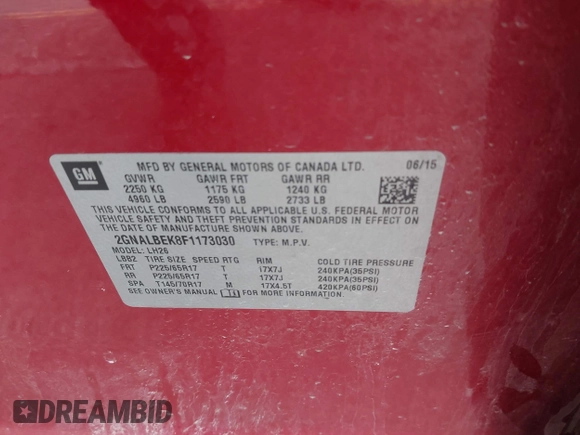 GM
MFD BY GENERAL MOTORS OF CANADA LTD. 06/15
GVWR GAWR FRT GAWR RR
2250 KG 1175 KG 1240 KG
4960 LB 2590 LB 2733 LB
THIS VEHICLE CONFORMS TO ALL APPLICABLE U.S. FEDERAL MOTOR
VEHICLE SAFETY, BUMPER, AND THEFT PREVENTION STANDARDS
IN EFFECT ON THE DATE OF MANUFACTURE SHOWN ABOVE.
2GNALBEK8F1173030 TYPE: M.P.V.
MODEL: LH26
LBB2 TIRE SIZE SPEED RTG RIM COLD TIRE PRESSURE
FRT P225/65R17 T 17X7J 240KPA(35PSI)
RR P225/65R17 T 17X7J 240KPA(35PSI)
SPA T145/70R17 M 17X4.5T 420KPA(60PSI)
SEE OWNER'S MANUAL FOR MORE INFORMATION.
DREAMBID